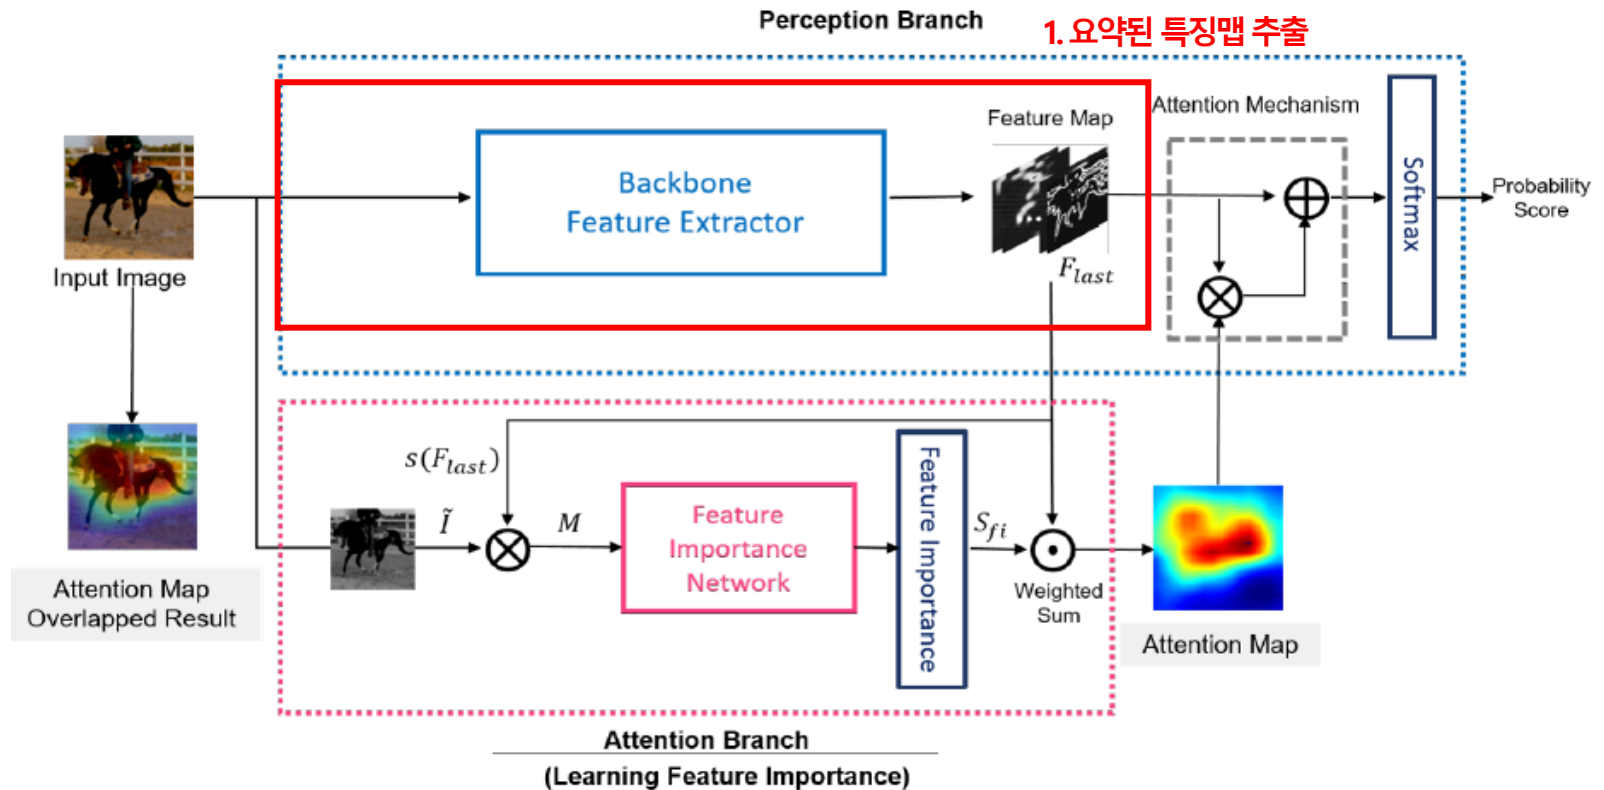 Perception Branch
1. 요약된 특징맵 추출
Attention Mechanism
Feature Map
Backbone
Feature Extractor
Softmax
Probability
Score
Input Image
F_last
s(F_last)
Ĩ
M
Feature
Importance
Network
Feature Importance
S_fi
Weighted
Sum
Attention Map
Overlapped Result
Attention Map
Attention Branch
(Learning Feature Importance)